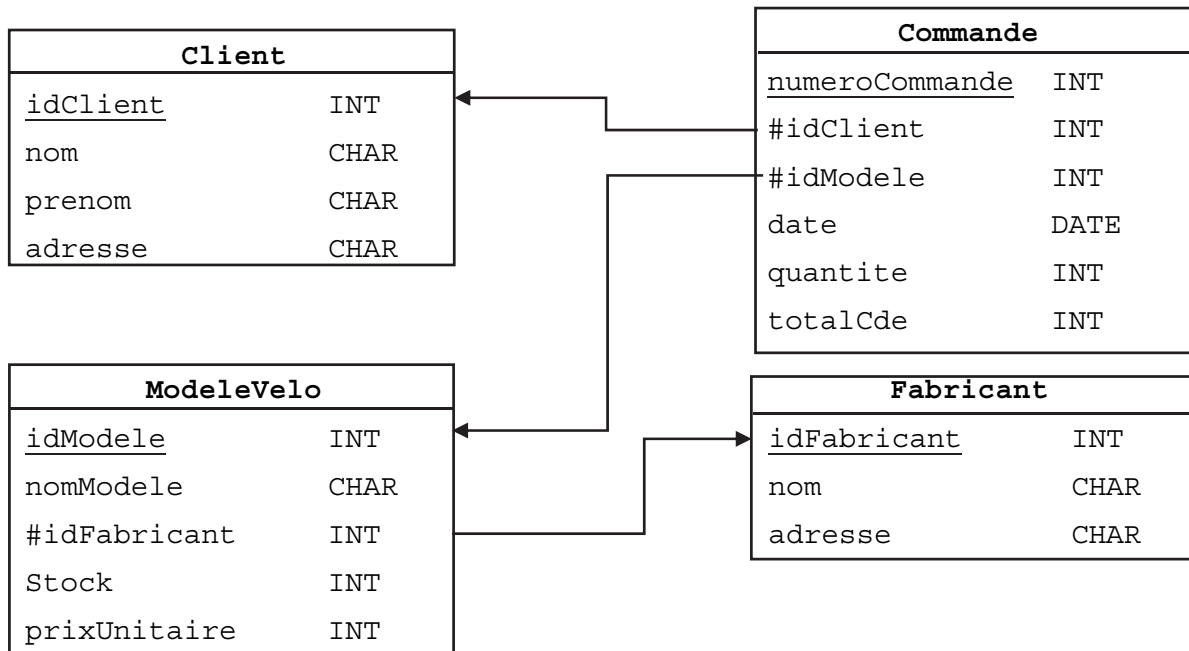 Client
idClient INT
nom CHAR
prenom CHAR
adresse CHAR
Commande
numeroCommande INT
#idClient INT
#idModele INT
date DATE
quantite INT
totalCde INT
ModeleVelo
idModele INT
nomModele CHAR
#idFabricant INT
Stock INT
prixUnitaire INT
Fabricant
idFabricant INT
nom CHAR
adresse CHAR